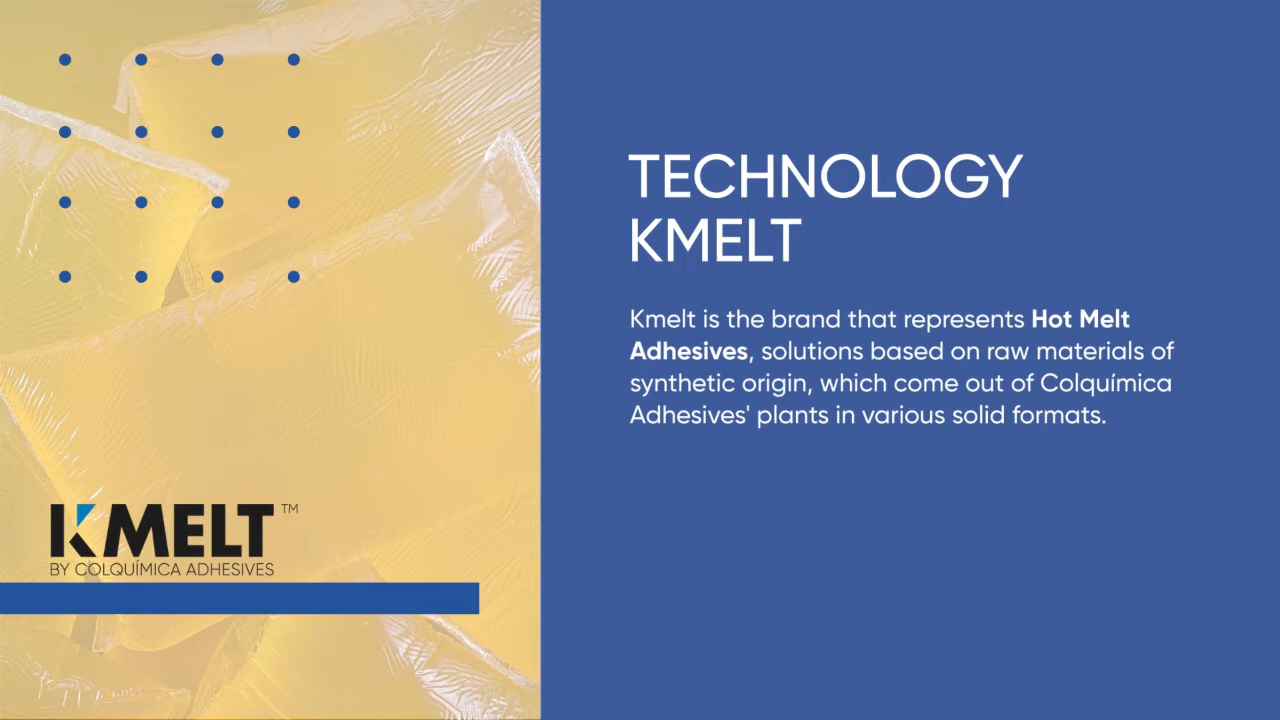 TECHNOLOGY
KMELT
Kmelt is the brand that represents Hot Melt
Adhesives, solutions based on raw materials of
synthetic origin, which come out of Colquímica
Adhesives' plants in various solid formats.
KMELT™
BY COLQUÍMICA ADHESIVES